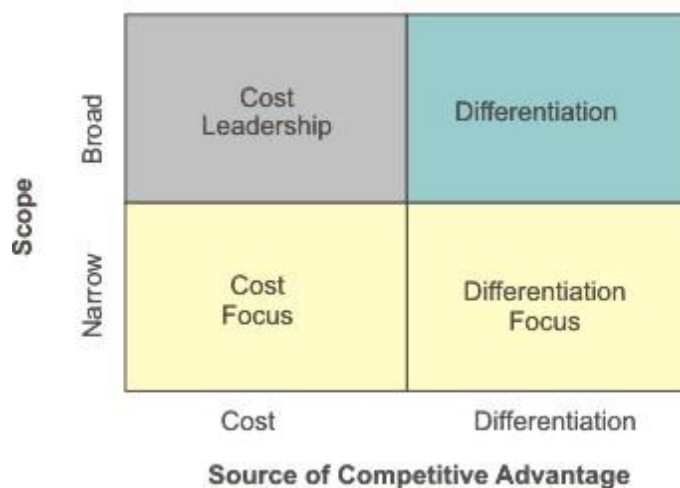 Scope
Broad
Narrow
Cost
Leadership
Differentiation
Cost
Focus
Differentiation
Focus
Cost
Differentiation
Source of Competitive Advantage